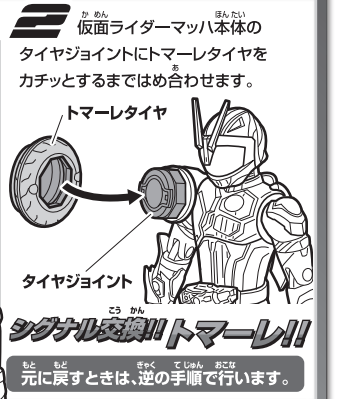 2 仮面ライダーマッハ本体の
タイヤジョイントにトマーレタイヤを
カチッとするまではめ合わせます。
トマーレタイヤ
タイヤジョイント
シグナル交換!!トマーレ!!
元に戻すときは、逆の手順で行います。